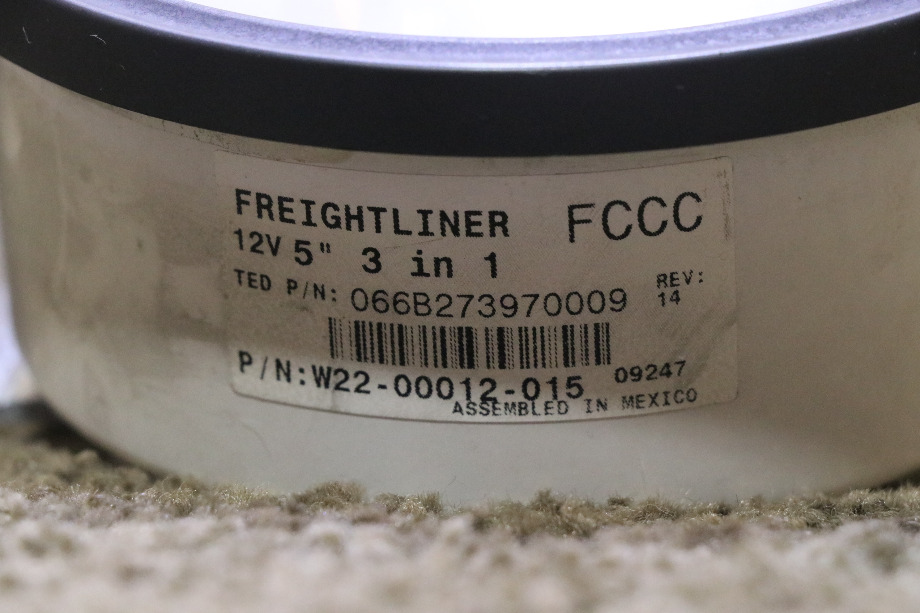 FREIGHTLINER FCCC
12V 5" 3 in 1
TED P/N: 066B273970009 REV: 14
P/N:W22-00012-015 09247
ASSEMBLED IN MEXICO